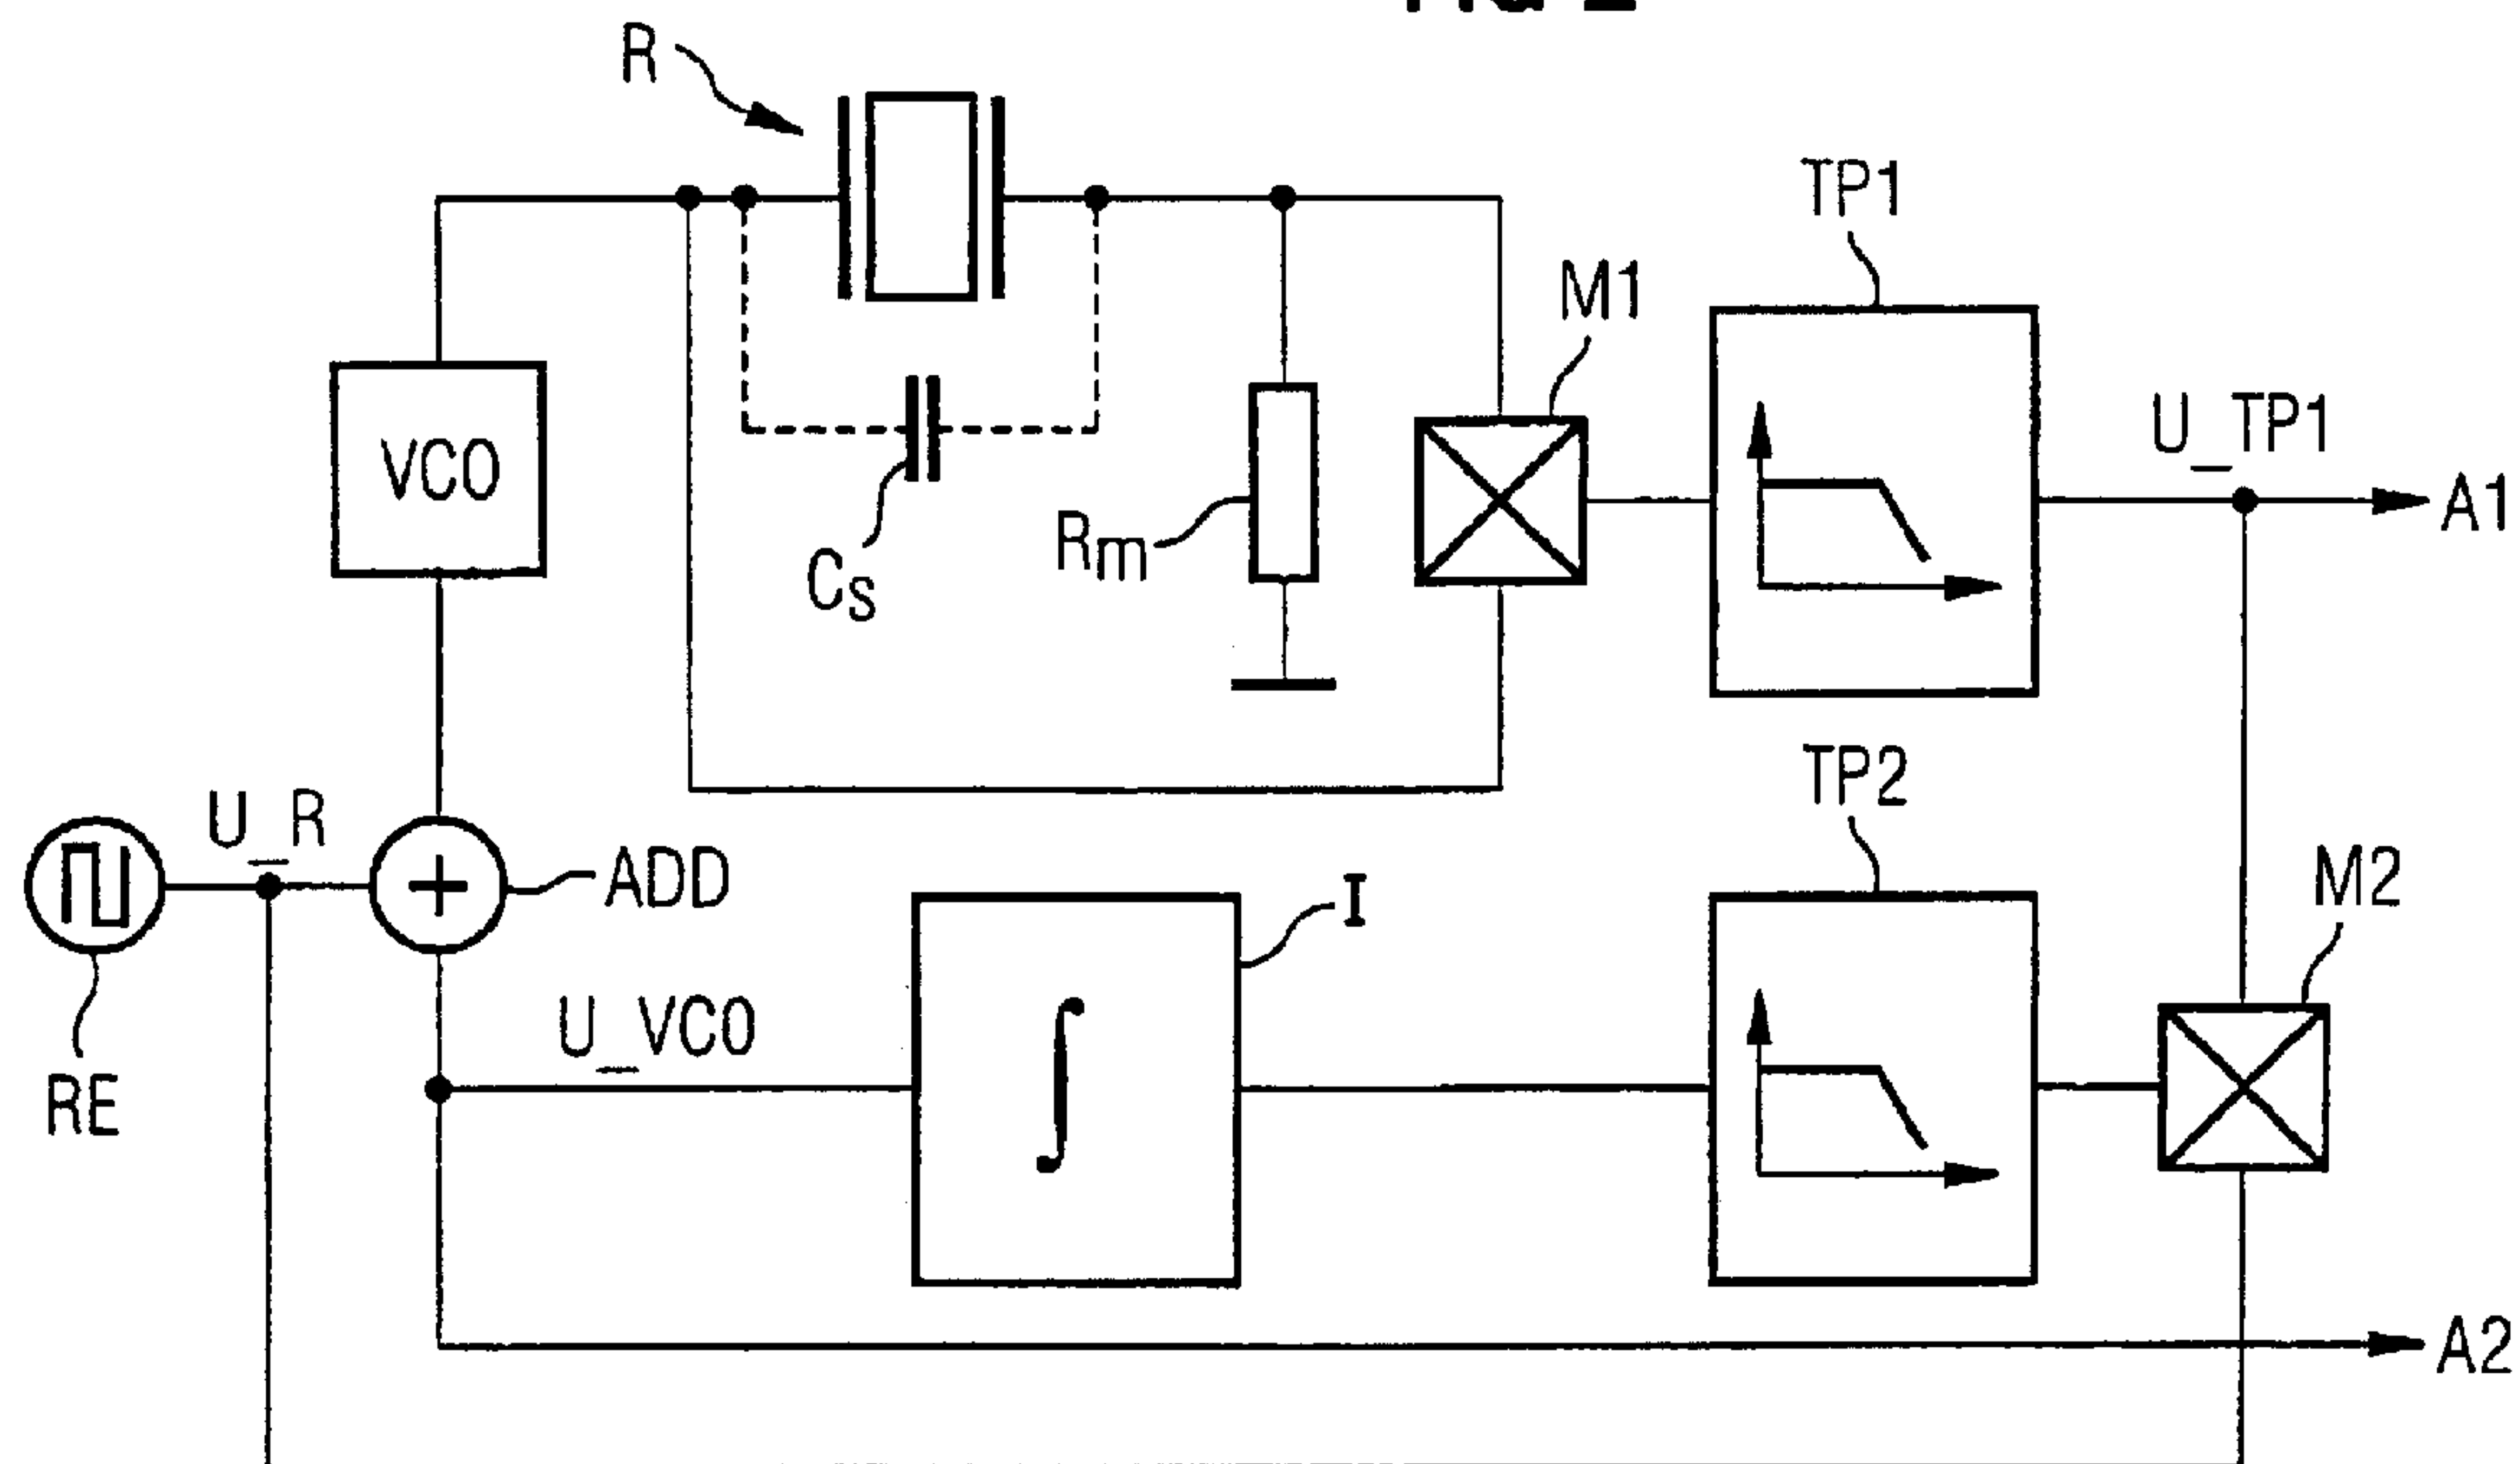 R
TP1
M1
VCO
U_TP1
A1
Rm
Cs
TP2
U_R
ADD
M2
I
U_VCO
RE
A2